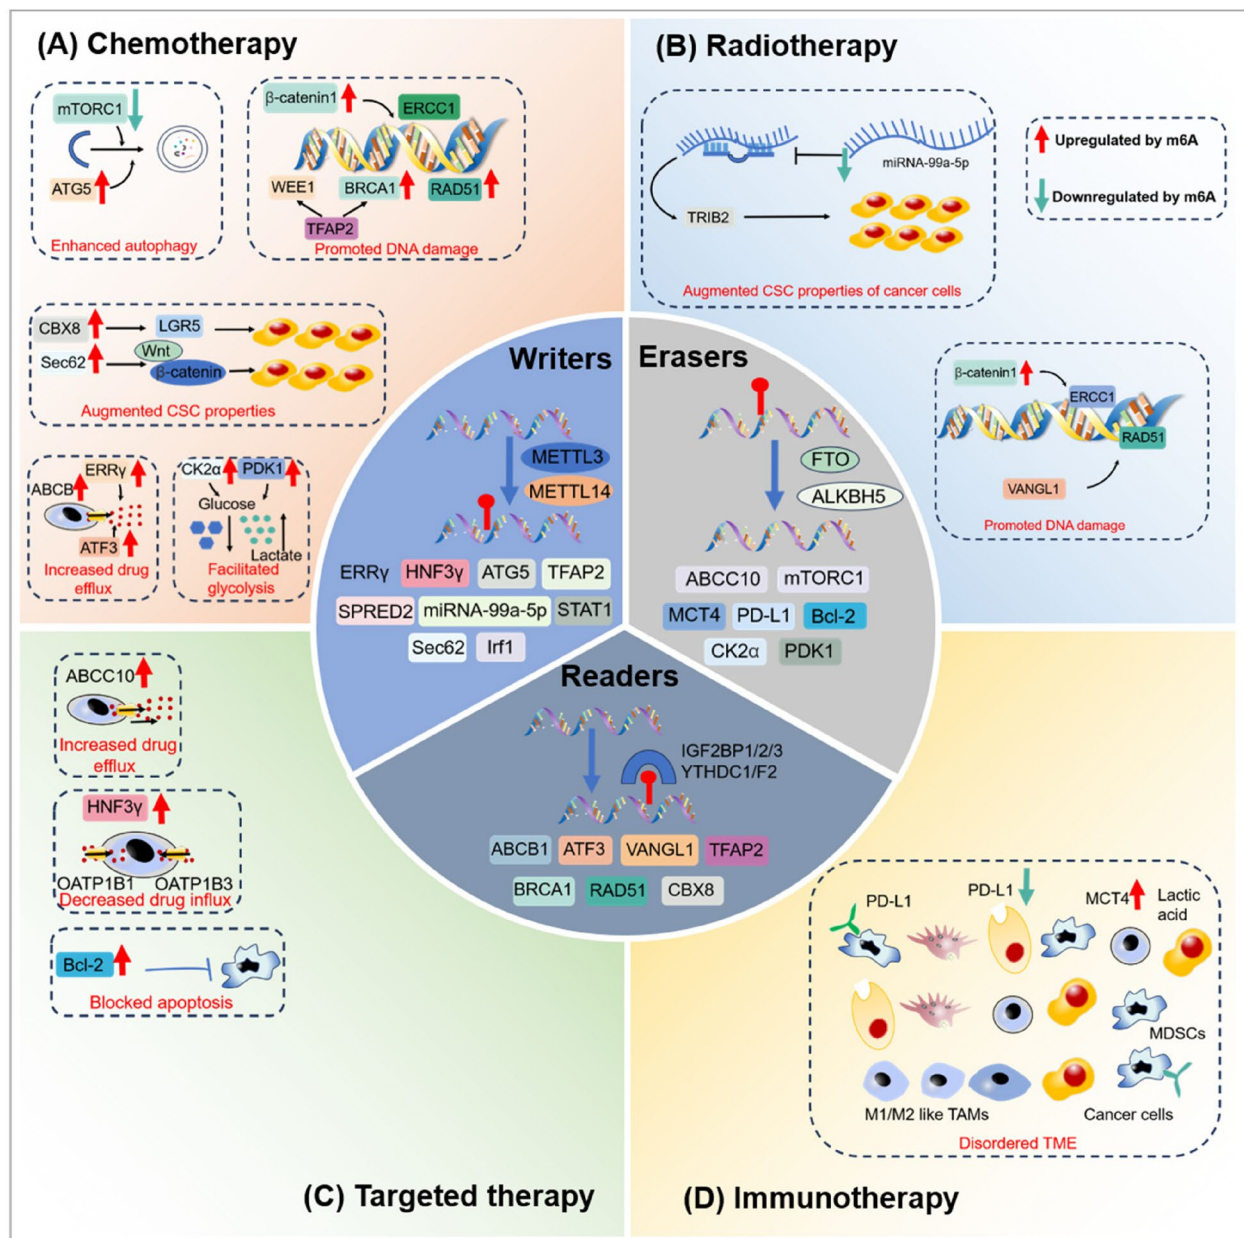 (A) Chemotherapy
mTORC1
ATG5
Enhanced autophagy
β-catenin1
ERCC1
WEE1
BRCA1
RAD51
TFAP2
Promoted DNA damage
CBX8
LGR5
Sec62
Wnt
β-catenin
Augmented CSC properties
ERRγ
ABCB
ATF3
Increased drug
efflux
CK2α
PDK1
Glucose
Lactate
Facilitated
glycolysis
(B) Radiotherapy
miRNA-99a-5p
TRIB2
Augmented CSC properties of cancer cells
Upregulated by m6A
Downregulated by m6A
β-catenin1
ERCC1
RAD51
VANGL1
Promoted DNA damage
Writers
METTL3
METTL14
ERRγ
HNF3γ
ATG5
TFAP2
SPRED2
miRNA-99a-5p
STAT1
Sec62
Irf1
Erasers
FTO
ALKBH5
ABCC10
mTORC1
MCT4
PD-L1
Bcl-2
CK2α
PDK1
Readers
IGF2BP1/2/3
YTHDC1/F2
ABCB1
ATF3
VANGL1
TFAP2
BRCA1
RAD51
CBX8
ABCC10
Increased drug
efflux
HNF3γ
OATP1B1
OATP1B3
Decreased drug influx
Bcl-2
Blocked apoptosis
(C) Targeted therapy
PD-L1
PD-L1
MCT4
Lactic
acid
MDSCs
M1/M2 like TAMs
Cancer cells
Disordered TME
(D) Immunotherapy